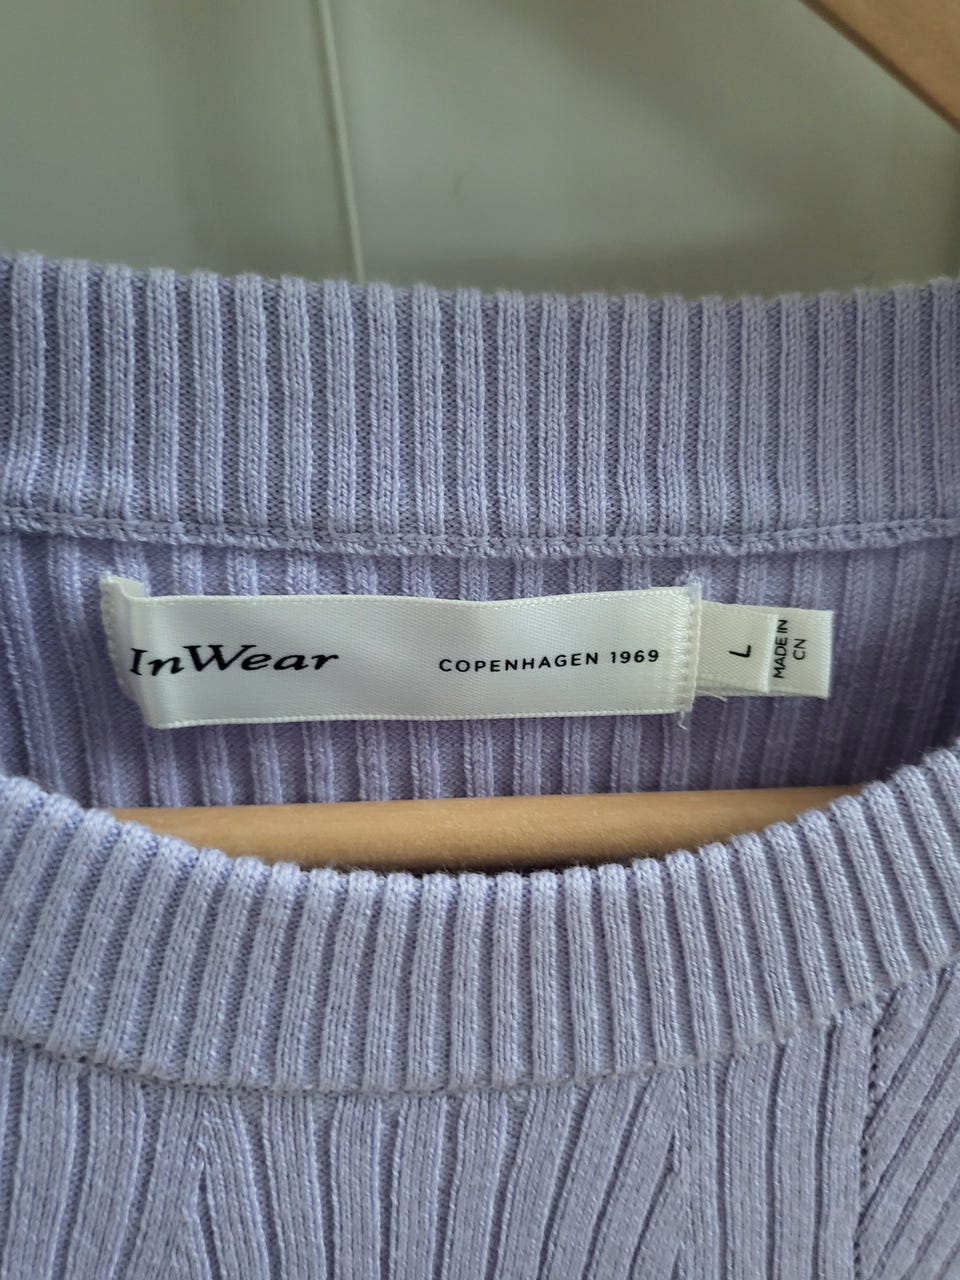 InWear COPENHAGEN 1969
L
MADE IN
CN